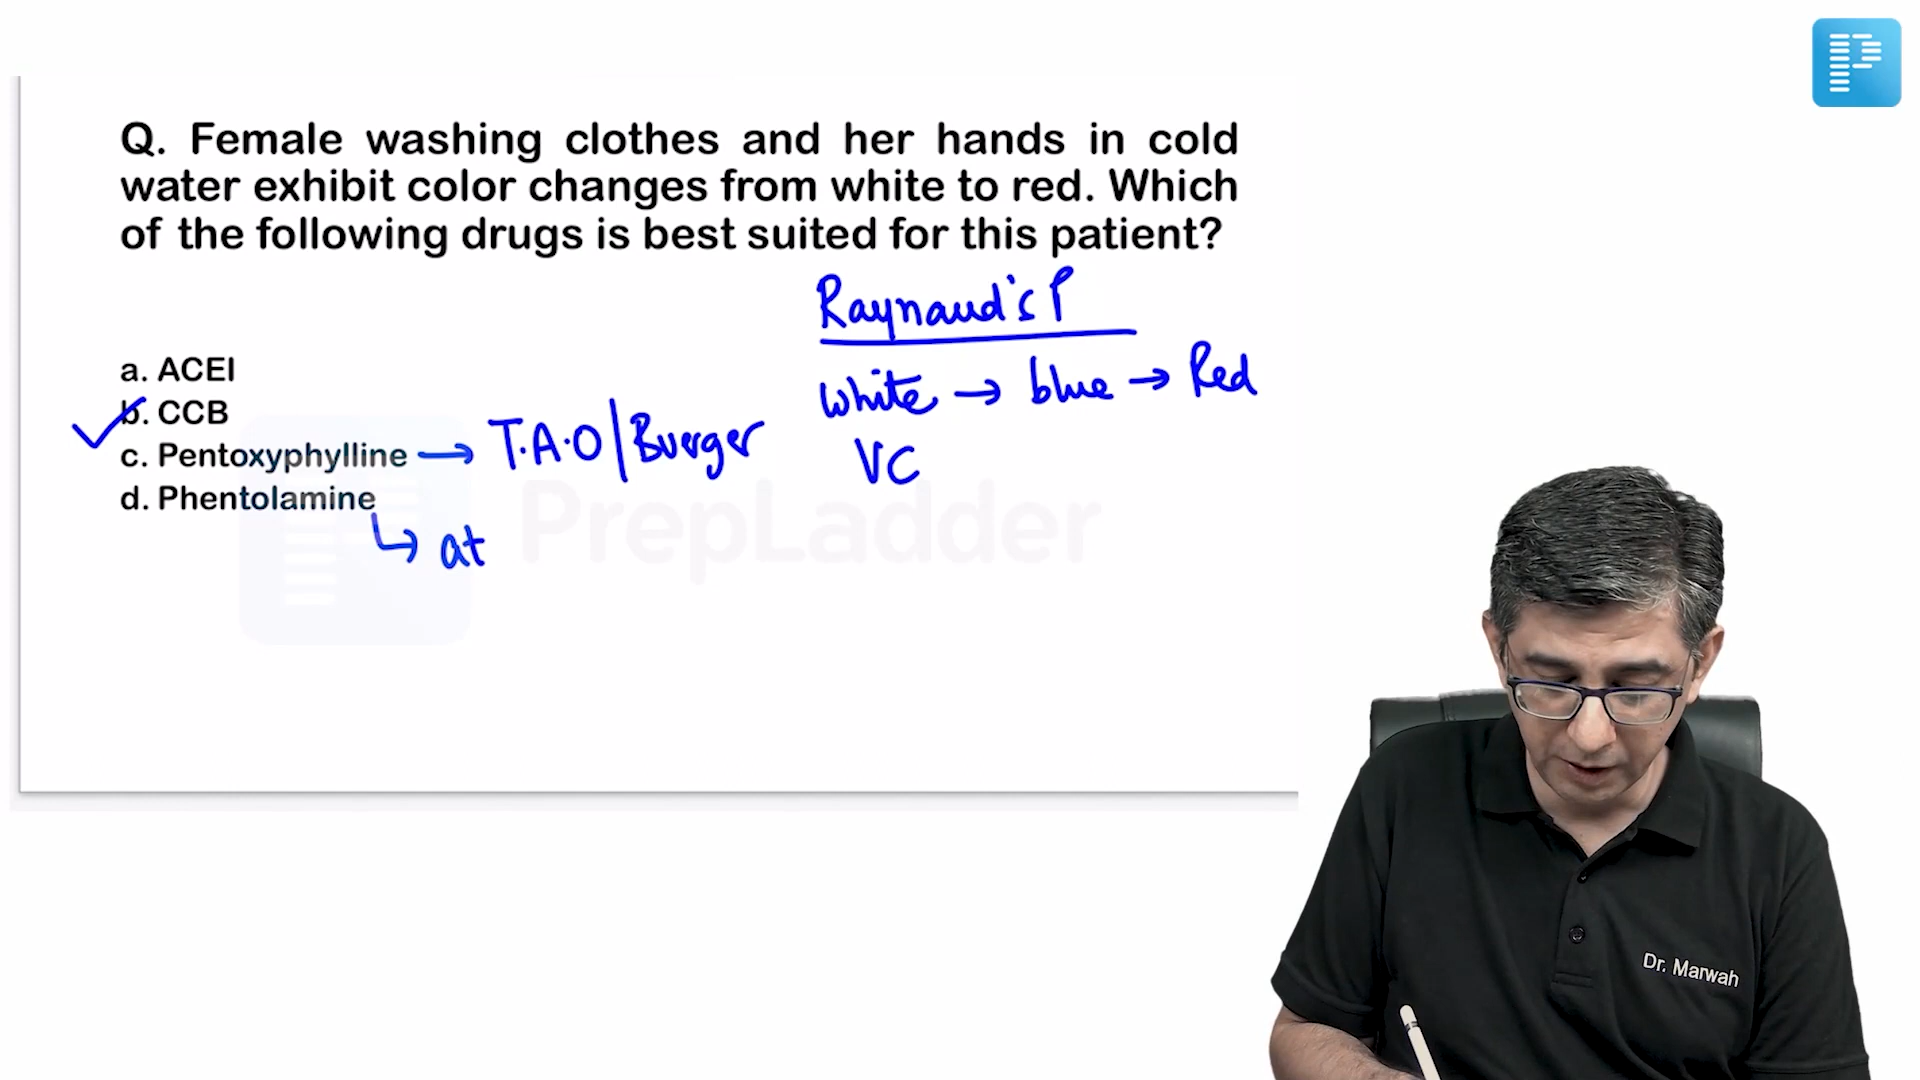 Q. Female washing clothes and her hands in cold
water exhibit color changes from white to red. Which
of the following drugs is best suited for this patient?
Raynaud's P
White → blue → Red
VC
a. ACEI
b. CCB
c. Pentoxyphylline → T.A.O | Buerger
d. Phentolamine
↳ at
PrepLadder
Dr. Marwah